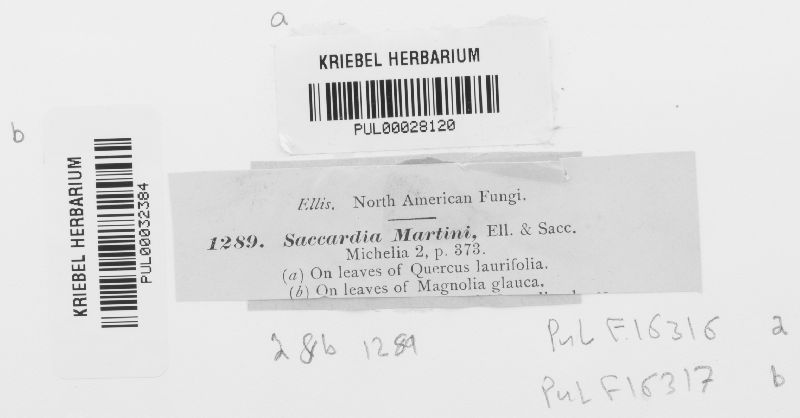 a
KRIEBEL HERBARIUM
PUL00028120
b
KRIEBEL HERBARIUM
PUL00032384
Ellis. North American Fungi.
1289. Saccardia Martini, Ell. & Sacc.
Michelia 2, p. 373.
(a) On leaves of Quercus laurifolia.
(b) On leaves of Magnolia glauca,
a &b 1289
PUL F16316 a
PUL F16317 b